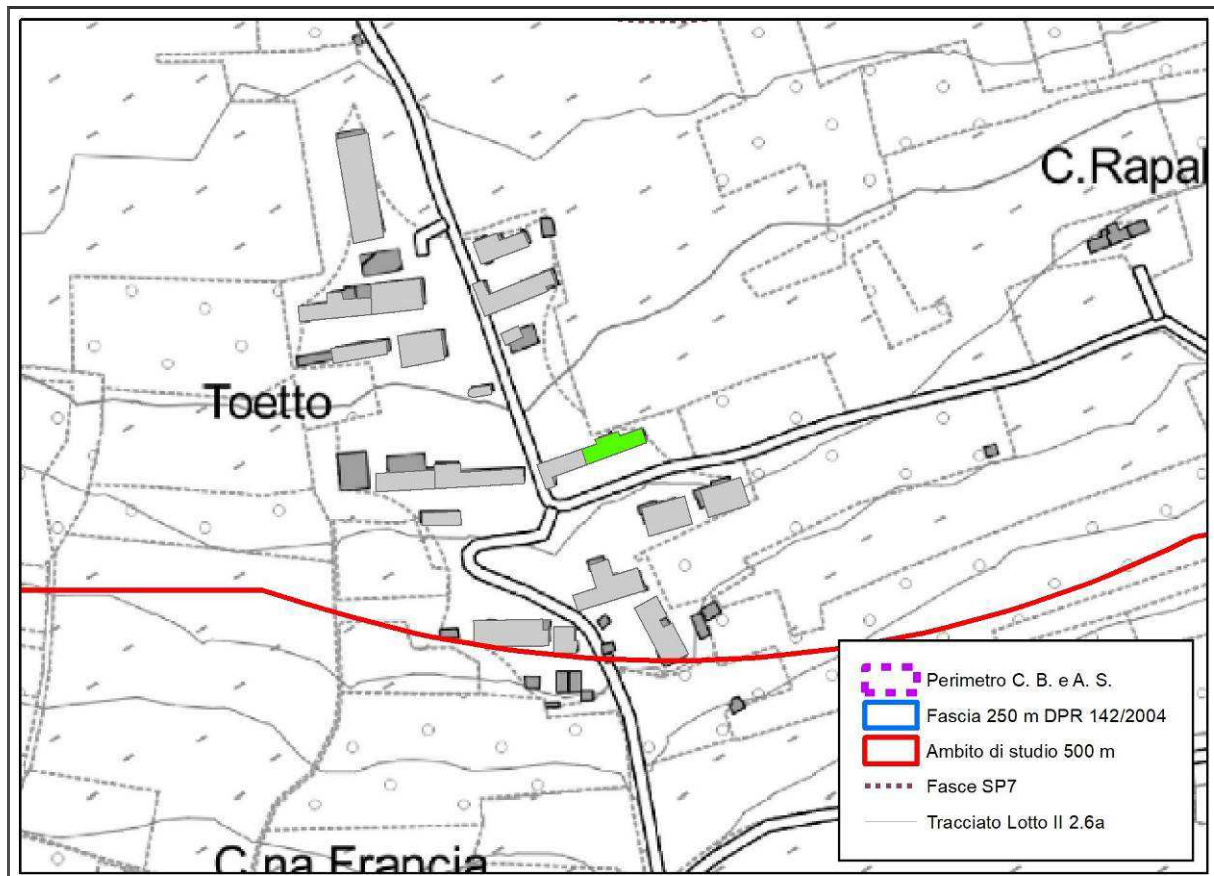 C.Rapal
Toetto
C.na Francia
Perimetro C. B. e A. S.
Fascia 250 m DPR 142/2004
Ambito di studio 500 m
Fasce SP7
Tracciato Lotto II 2.6a